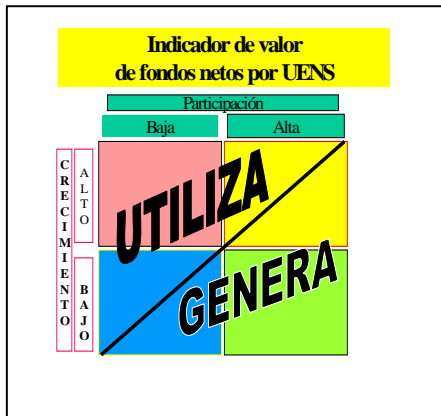 Indicador de valor
de fondos netos por UENS
Participación
Baja
Alta
CRECIMIENTO
ALTO
BAJO
UTILIZA
GENERA